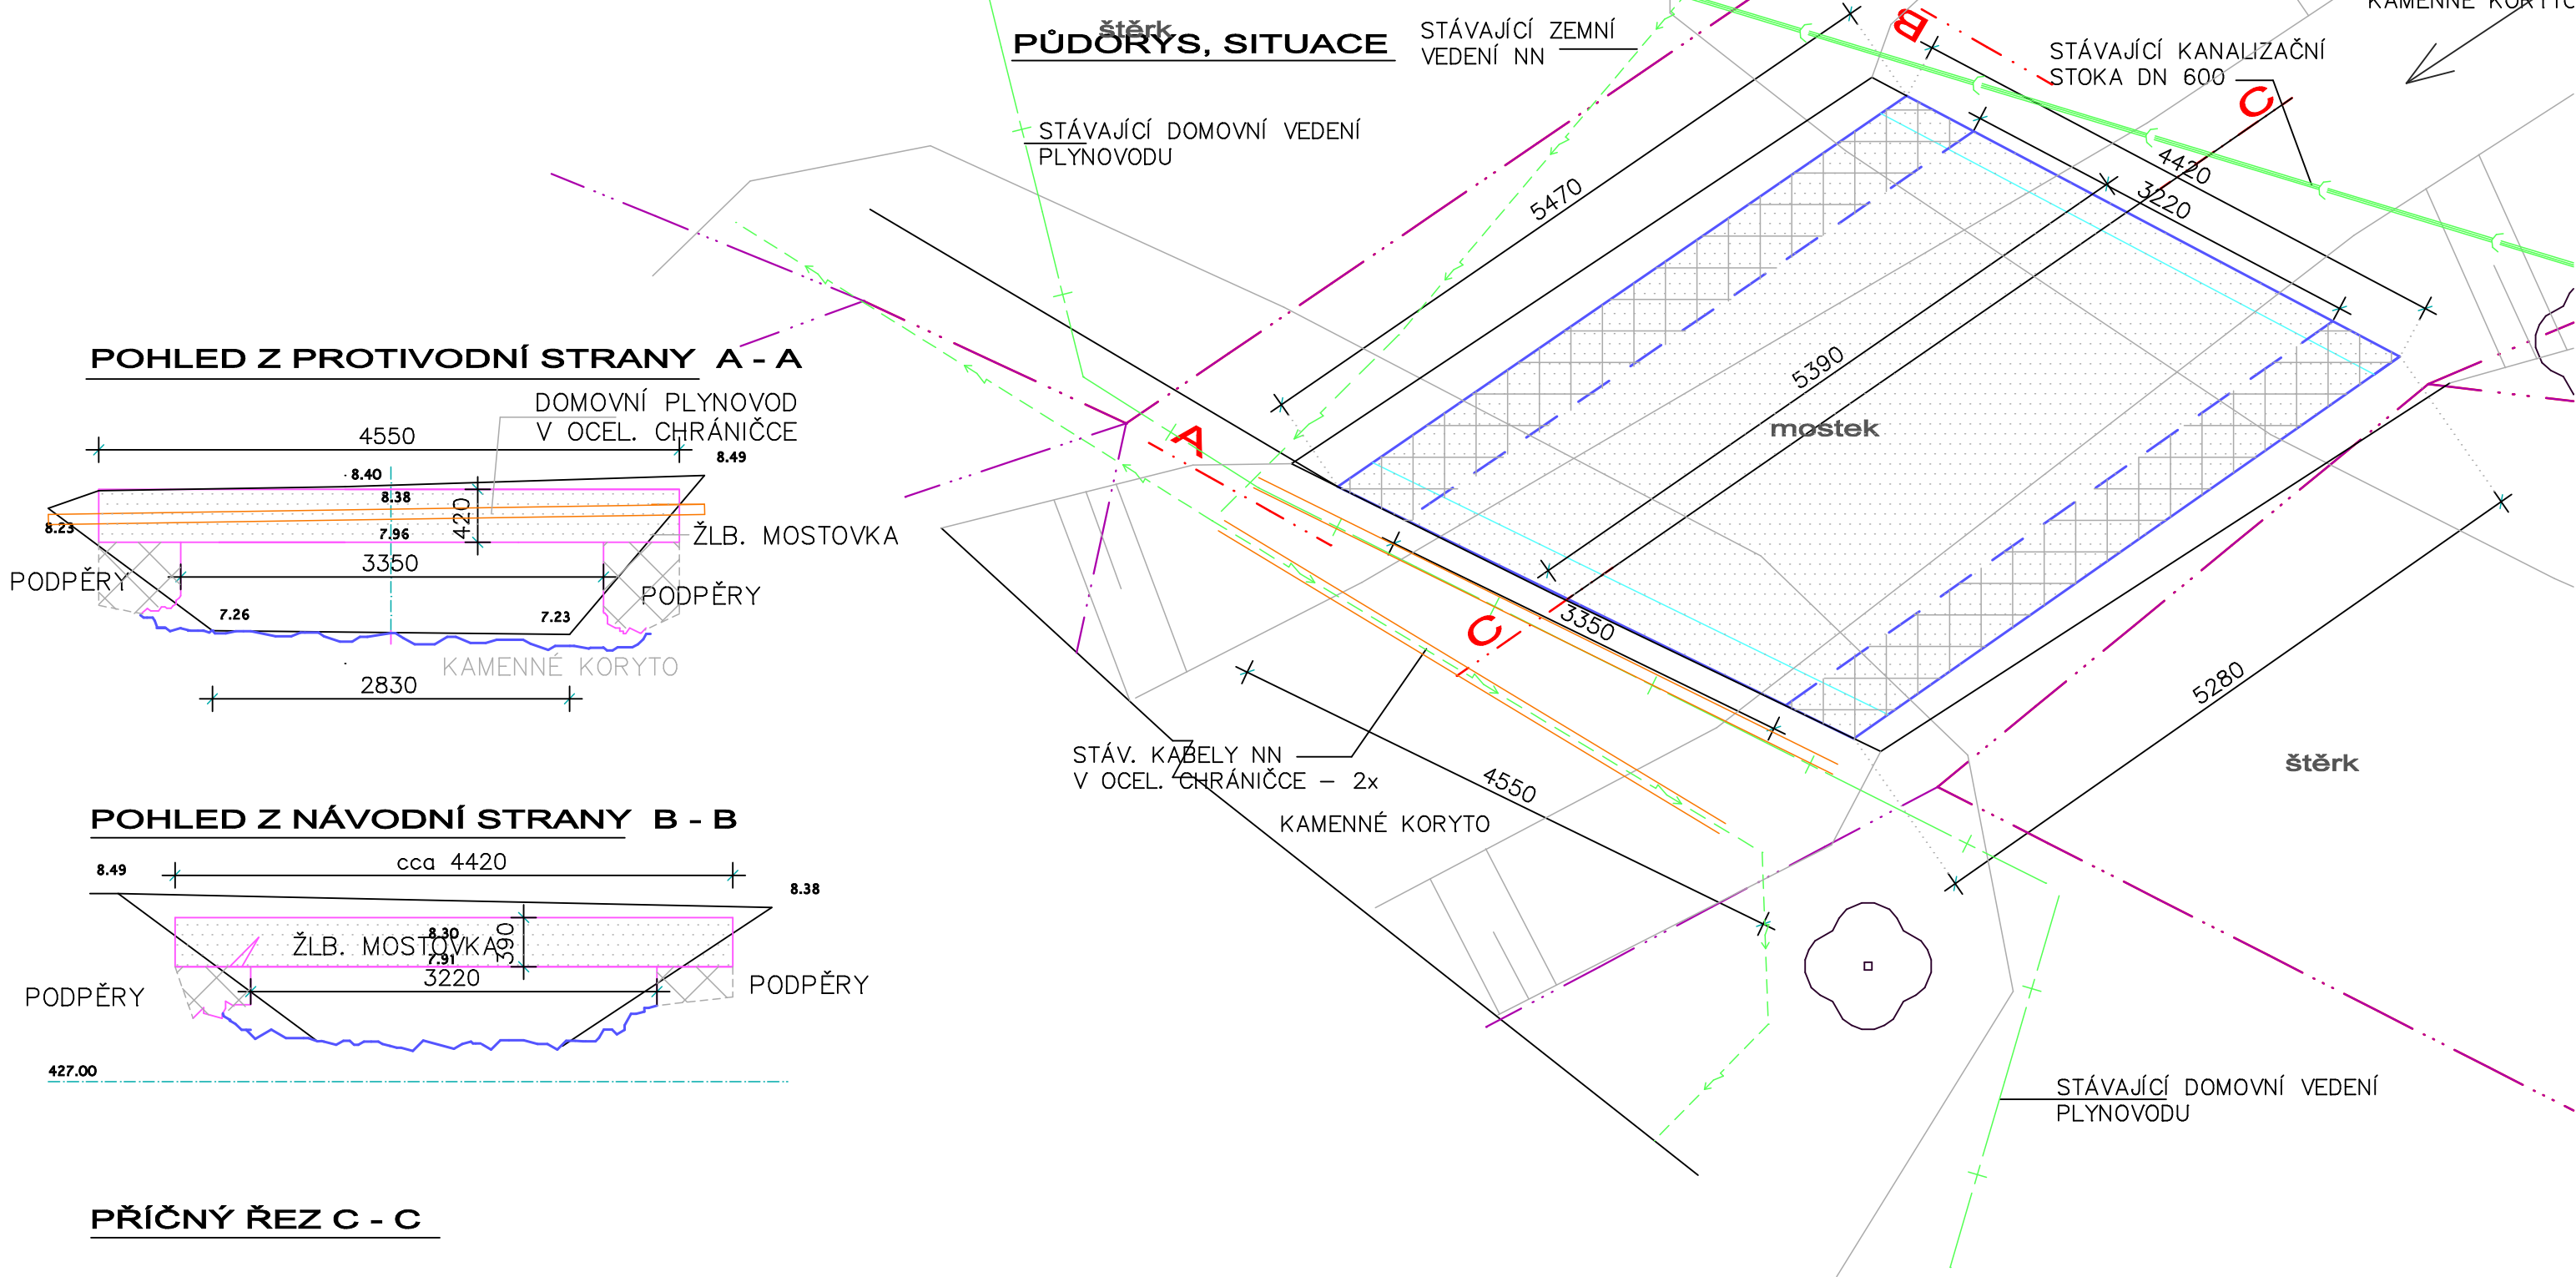 štěrk
PŮDORYS, SITUACE
STÁVAJÍCÍ ZEMNÍ
VEDENÍ NN
B
STÁVAJÍCÍ KANALIZAČNÍ
STOKA DN 600
C
KAMENNÉ KORYTO
STÁVAJÍCÍ DOMOVNÍ VEDENÍ
PLYNOVODU
5470
4420
3220
5390
mostek
A
C
3350
5280
4550
STÁV. KABELY NN
V OCEL. CHRÁNIČCE – 2x
KAMENNÉ KORYTO
štěrk
STÁVAJÍCÍ DOMOVNÍ VEDENÍ
PLYNOVODU
POHLED Z PROTIVODNÍ STRANY A - A
DOMOVNÍ PLYNOVOD
V OCEL. CHRÁNIČCE
4550
8.49
8.40
8.38
8.23
420
7.96
ŽLB. MOSTOVKA
3350
PODPĚRY
PODPĚRY
7.26
7.23
KAMENNÉ KORYTO
2830
POHLED Z NÁVODNÍ STRANY B - B
cca 4420
8.49
8.38
8.30
ŽLB. MOSTOVKA
390
7.91
3220
PODPĚRY
PODPĚRY
427.00
PŘÍČNÝ ŘEZ C - C